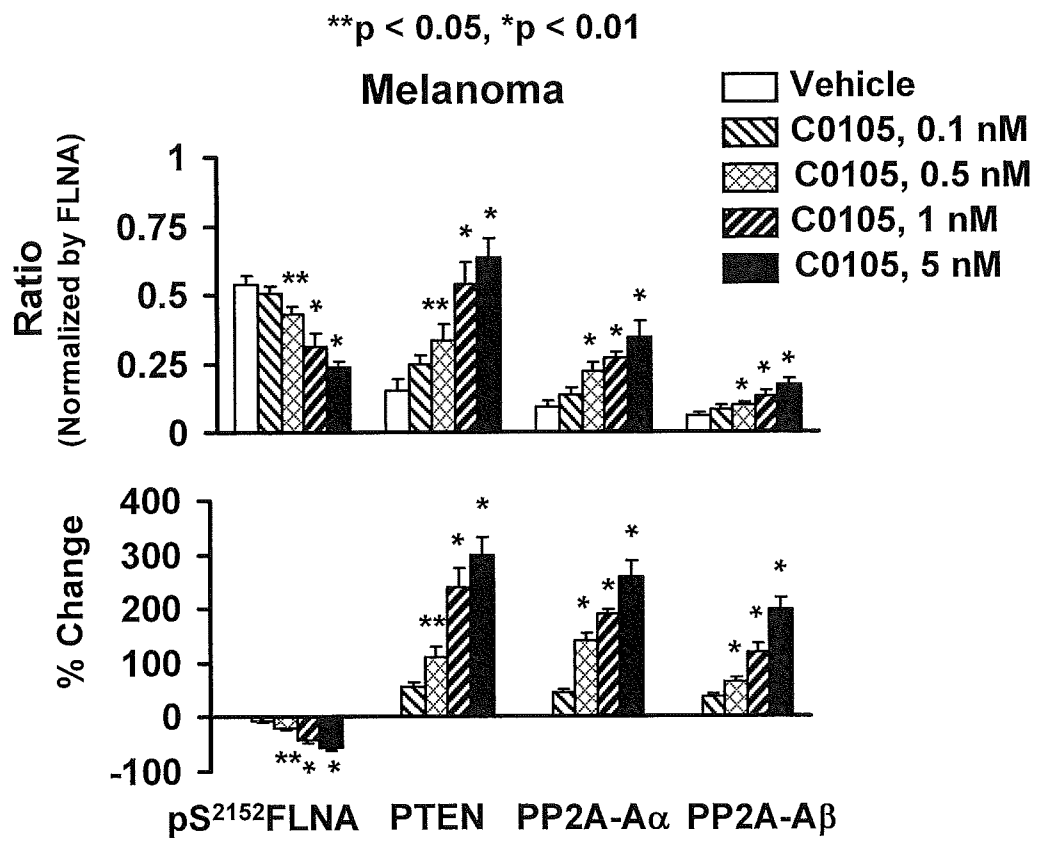 **p < 0.05, *p < 0.01
Melanoma
Vehicle
C0105, 0.1 nM
C0105, 0.5 nM
C0105, 1 nM
C0105, 5 nM
Ratio
(Normalized by FLNA)
1
0.75
0.5
0.25
0
** * *
** * *
* * *
* * *
% Change
400
300
200
100
0
-100
** * *
** * *
* * *
* * *
pS²¹⁵²FLNA PTEN PP2A-Aα PP2A-Aβ